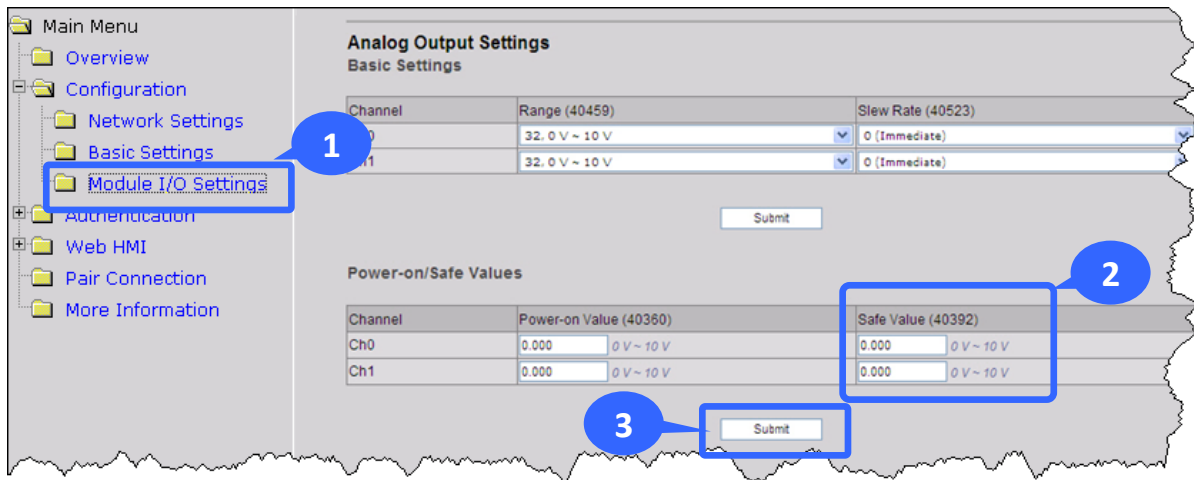 Main Menu
Overview
Configuration
Network Settings
Basic Settings
Module I/O Settings
Authentication
Web HMI
Pair Connection
More Information
1
Analog Output Settings
Basic Settings
Channel Range (40459) Slew Rate (40523)
0 32, 0 V ~ 10 V 0 (Immediate)
h1 32, 0 V ~ 10 V 0 (Immediate)
Submit
Power-on/Safe Values
2
Channel Power-on Value (40360) Safe Value (40392)
Ch0 0.000 0 V ~ 10 V 0.000 0 V ~ 10 V
Ch1 0.000 0 V ~ 10 V 0.000 0 V ~ 10 V
3
Submit